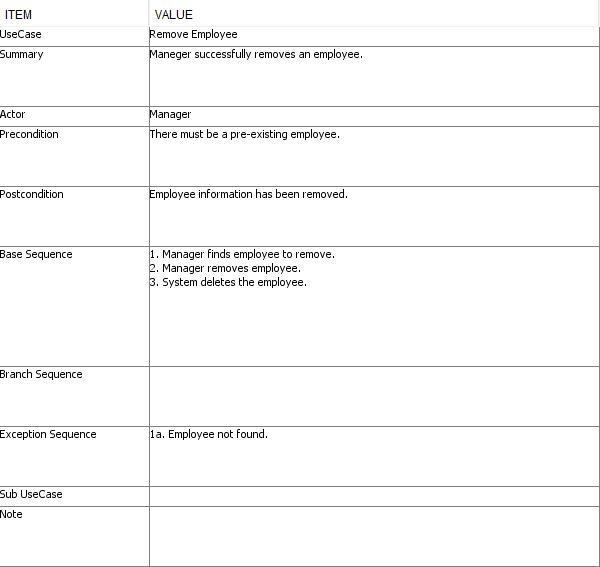 ITEM VALUE
UseCase Remove Employee
Summary Maneger successfully removes an employee.
Actor Manager
Precondition There must be a pre-existing employee.
Postcondition Employee information has been removed.
Base Sequence 1. Manager finds employee to remove.
2. Manager removes employee.
3. System deletes the employee.
Branch Sequence
Exception Sequence 1a. Employee not found.
Sub UseCase
Note